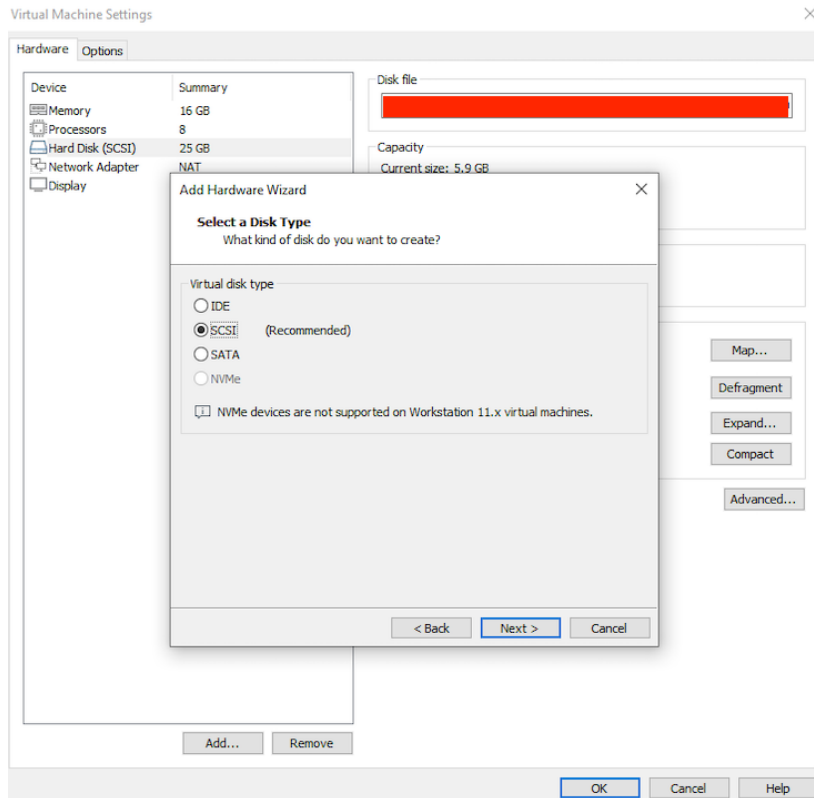 Virtual Machine Settings
Hardware Options
Device Summary
Memory 16 GB
Processors 8
Hard Disk (SCSI) 25 GB
Network Adapter NAT
Display
Disk file
Capacity
Current size: 5.9 GB
Add Hardware Wizard
Select a Disk Type
What kind of disk do you want to create?
Virtual disk type
IDE
SCSI (Recommended)
SATA
NVMe
NVMe devices are not supported on Workstation 11.x virtual machines.
< Back Next > Cancel
Map...
Defragment
Expand...
Compact
Advanced...
Add... Remove
OK Cancel Help